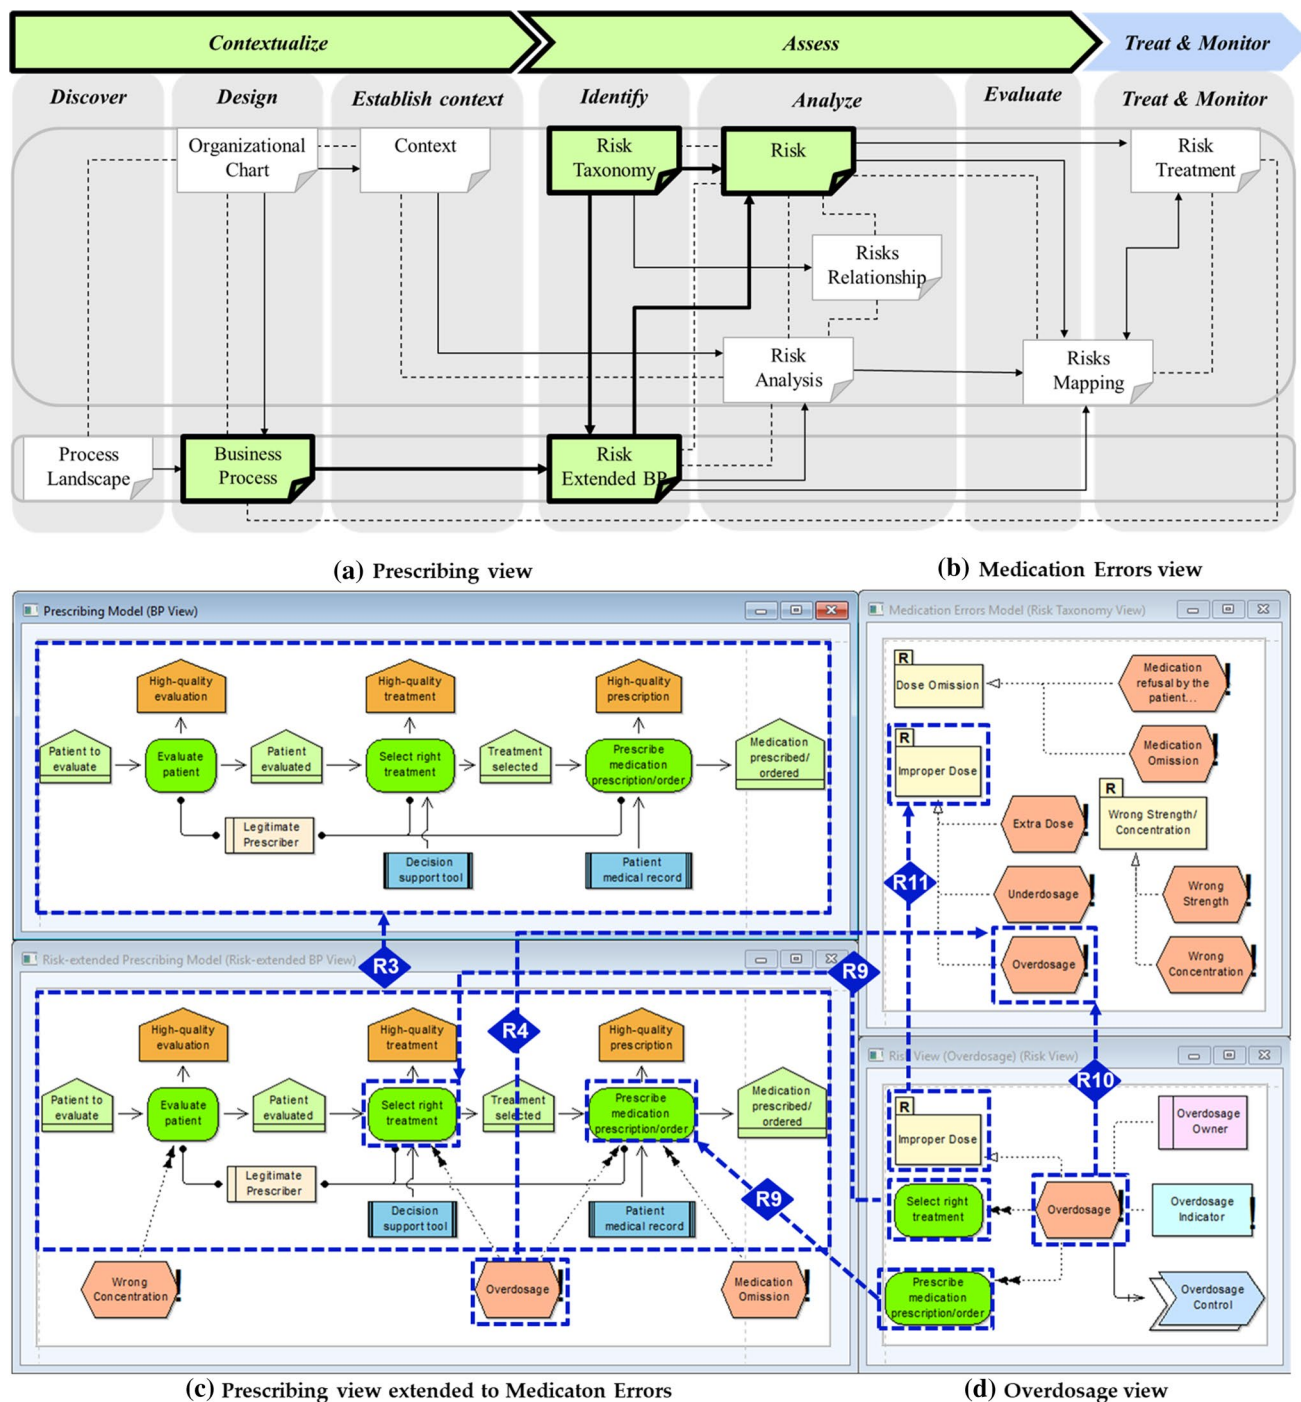 Contextualize
Assess
Treat & Monitor
Discover
Design
Establish context
Identify
Analyze
Evaluate
Treat & Monitor
Organizational
Chart
Context
Risk
Taxonomy
Risk
Risk
Treatment
Risks
Relationship
Risk
Analysis
Risks
Mapping
Process
Landscape
Business
Process
Risk
Extended BP
(a) Prescribing view
(b) Medication Errors view
Prescribing Model (BP View)
High-quality
evaluation
High-quality
treatment
High-quality
prescription
Patient to
evaluate
Evaluate
patient
Patient
evaluated
Select right
treatment
Treatment
selected
Prescribe
medication
prescription/order
Medication
prescribed/
ordered
Legitimate
Prescriber
Decision
support tool
Patient
medical record
Medication Errors Model (Risk Taxonomy View)
R
Dose Omission
Medication
refusal by the
patient...
!
Medication
Omission
!
R
Improper Dose
R
Wrong Strength/
Concentration
Extra Dose
!
Underdosage
!
Wrong
Strength
!
Overdosage
!
Wrong
Concentration
!
R11
R3
R4
R9
R10
R9
Risk-extended Prescribing Model (Risk-extended BP View)
High-quality
evaluation
High-quality
treatment
High-quality
prescription
Patient to
evaluate
Evaluate
patient
Patient
evaluated
Select right
treatment
Treatment
selected
Prescribe
medication
prescription/order
Medication
prescribed/
ordered
Legitimate
Prescriber
Decision
support tool
Patient
medical record
Wrong
Concentration
!
Overdosage
!
Medication
Omission
!
Risk View (Overdosage) (Risk View)
R
Improper Dose
Overdosage
Owner
Select right
treatment
Overdosage
!
Overdosage
Indicator
!
Prescribe
medication
prescription/order
Overdosage
Control
(c) Prescribing view extended to Medicaton Errors
(d) Overdosage view